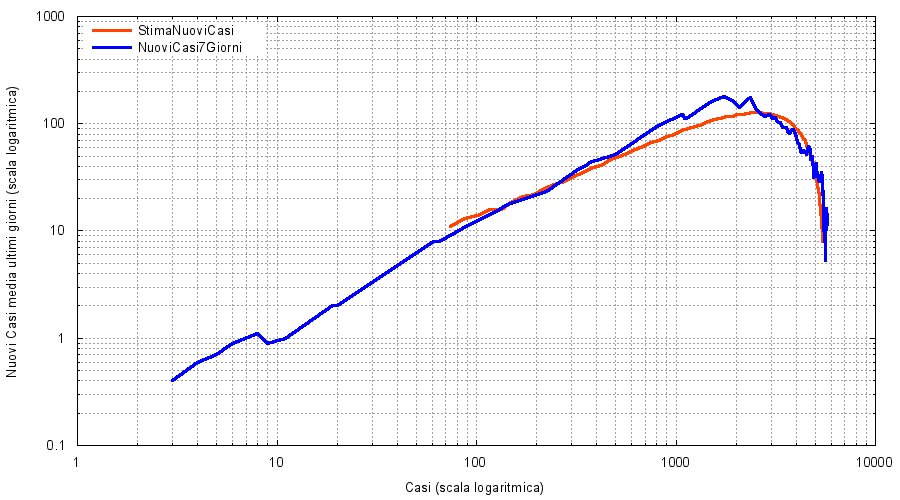 1000
StimaNuoviCasi
NuoviCasi7Giorni
100
10
1
0.1
Nuovi Casi media ultimi giorni (scala logaritmica)
1 10 100 1000 10000
Casi (scala logaritmica)